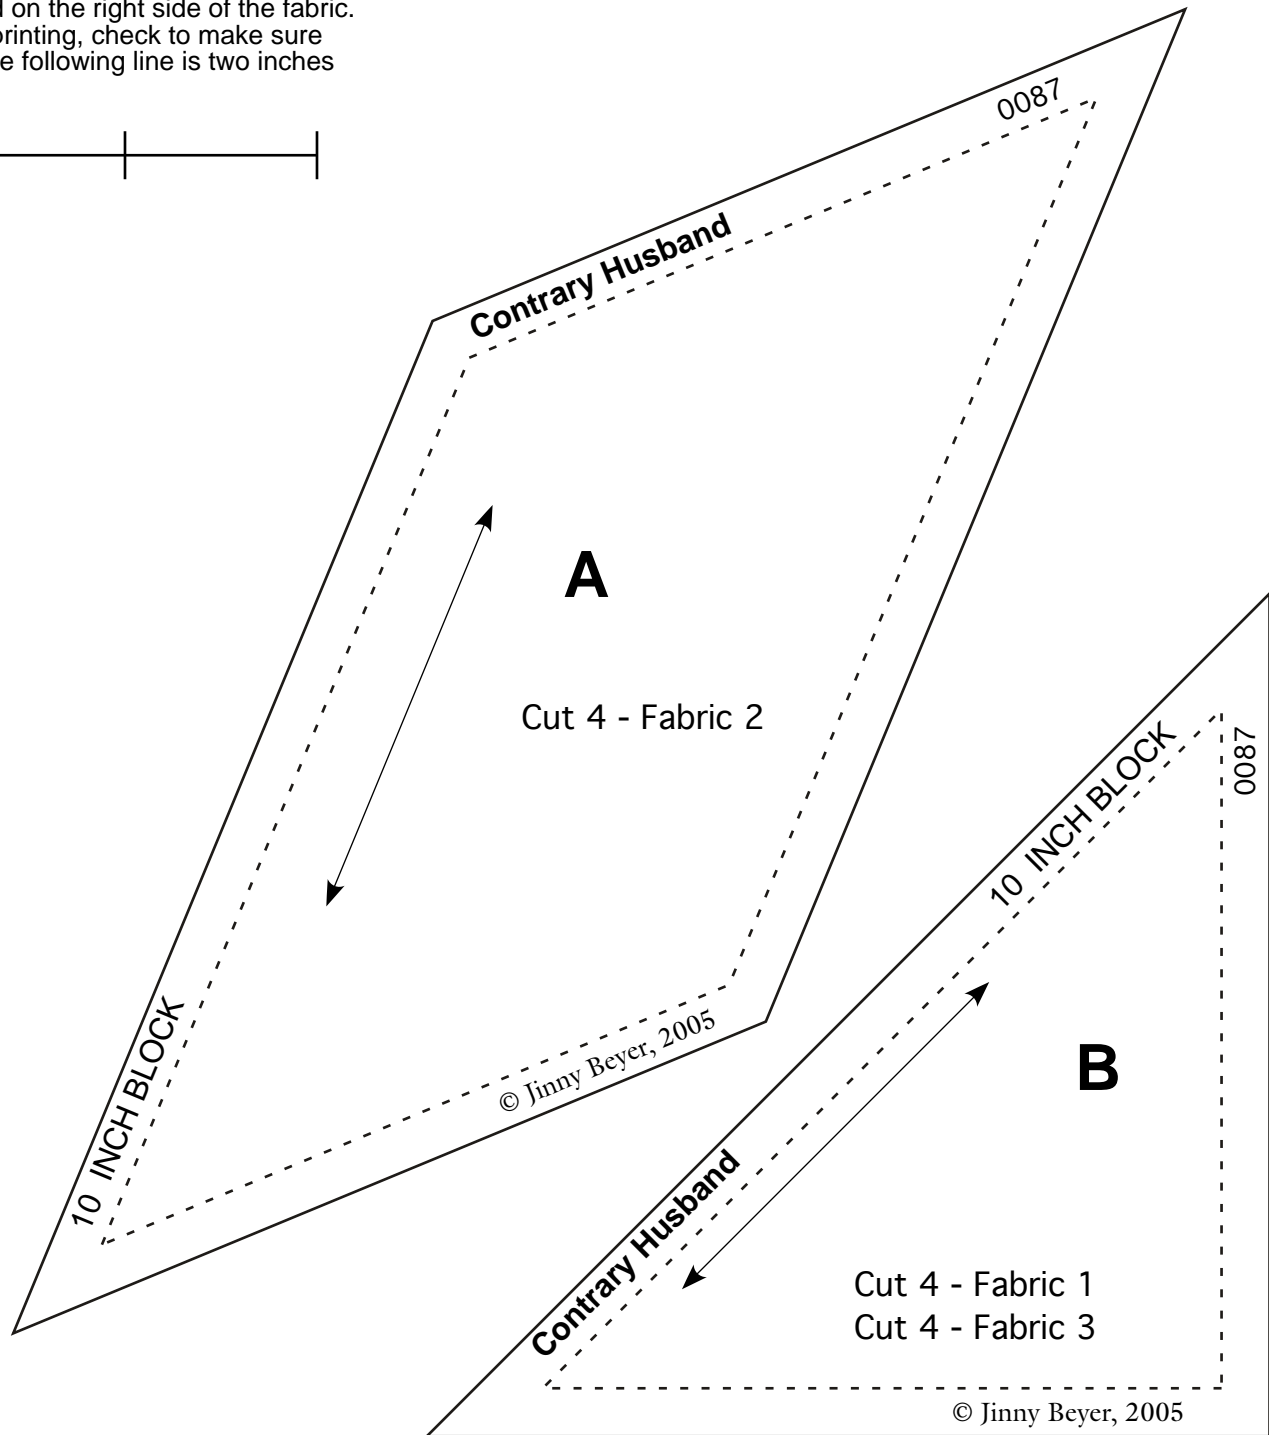 on the right side of the fabric.
printing, check to make sure
following line is two inches
0087
Contrary Husband
A
Cut 4 - Fabric 2
10 INCH BLOCK
© Jinny Beyer, 2005
10 INCH BLOCK
0087
B
Contrary Husband
Cut 4 - Fabric 1
Cut 4 - Fabric 3
© Jinny Beyer, 2005